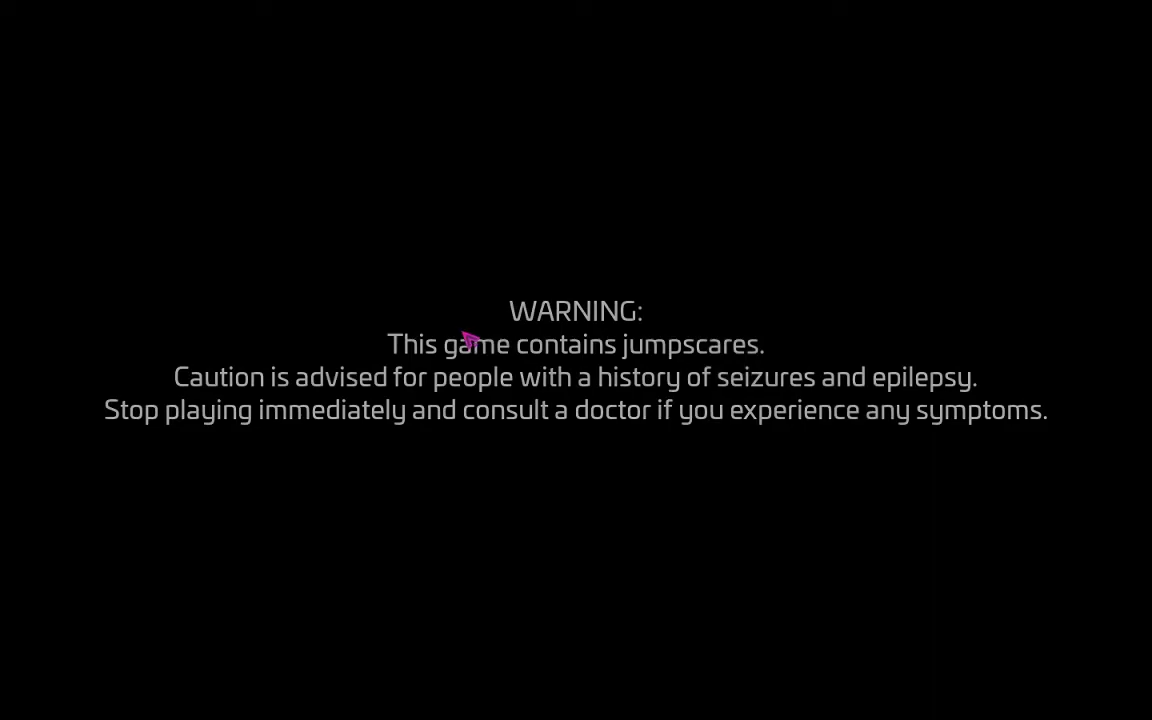 WARNING:
This game contains jumpscares.
Caution is advised for people with a history of seizures and epilepsy.
Stop playing immediately and consult a doctor if you experience any symptoms.